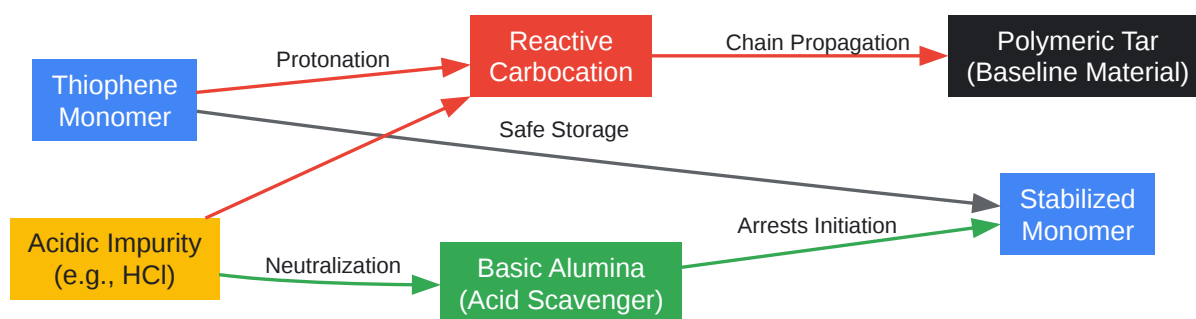 Thiophene
Monomer
Protonation
Reactive
Carbocation
Chain Propagation
Polymeric Tar
(Baseline Material)
Safe Storage
Acidic Impurity
(e.g., HCl)
Neutralization
Basic Alumina
(Acid Scavenger)
Arrests Initiation
Stabilized
Monomer